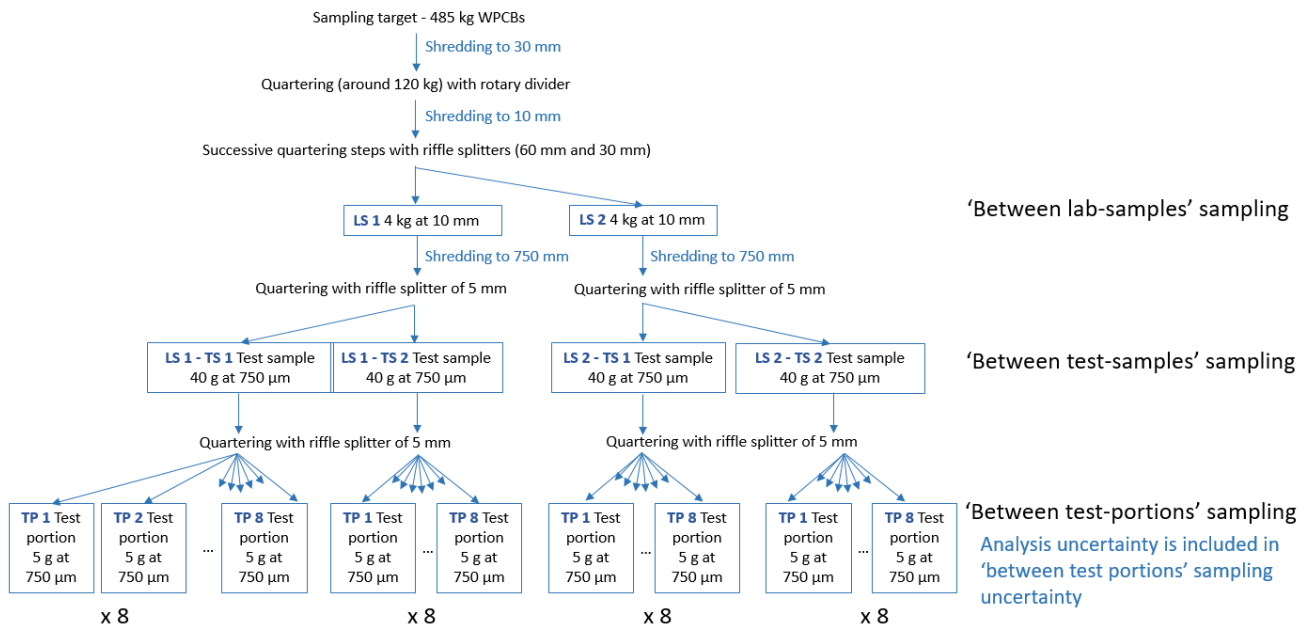 Sampling target - 485 kg WPCBs
Shredding to 30 mm
Quartering (around 120 kg) with rotary divider
Shredding to 10 mm
Successive quartering steps with riffle splitters (60 mm and 30 mm)
LS 1 4 kg at 10 mm
LS 2 4 kg at 10 mm
'Between lab-samples' sampling
Shredding to 750 mm
Shredding to 750 mm
Quartering with riffle splitter of 5 mm
Quartering with riffle splitter of 5 mm
LS 1 - TS 1 Test sample
40 g at 750 µm
LS 1 - TS 2 Test sample
40 g at 750 µm
LS 2 - TS 1 Test sample
40 g at 750 µm
LS 2 - TS 2 Test sample
40 g at 750 µm
'Between test-samples' sampling
Quartering with riffle splitter of 5 mm
Quartering with riffle splitter of 5 mm
TP 1 Test
portion
5 g at
750 µm
TP 2 Test
portion
5 g at
750 µm
...
TP 8 Test
portion
5 g at
750 µm
TP 1 Test
portion
5 g at
750 µm
...
TP 8 Test
portion
5 g at
750 µm
TP 1 Test
portion
5 g at
750 µm
...
TP 8 Test
portion
5 g at
750 µm
TP 1 Test
portion
5 g at
750 µm
...
TP 8 Test
portion
5 g at
750 µm
'Between test-portions' sampling
Analysis uncertainty is included in
'between test portions' sampling
uncertainty
x 8
x 8
x 8
x 8